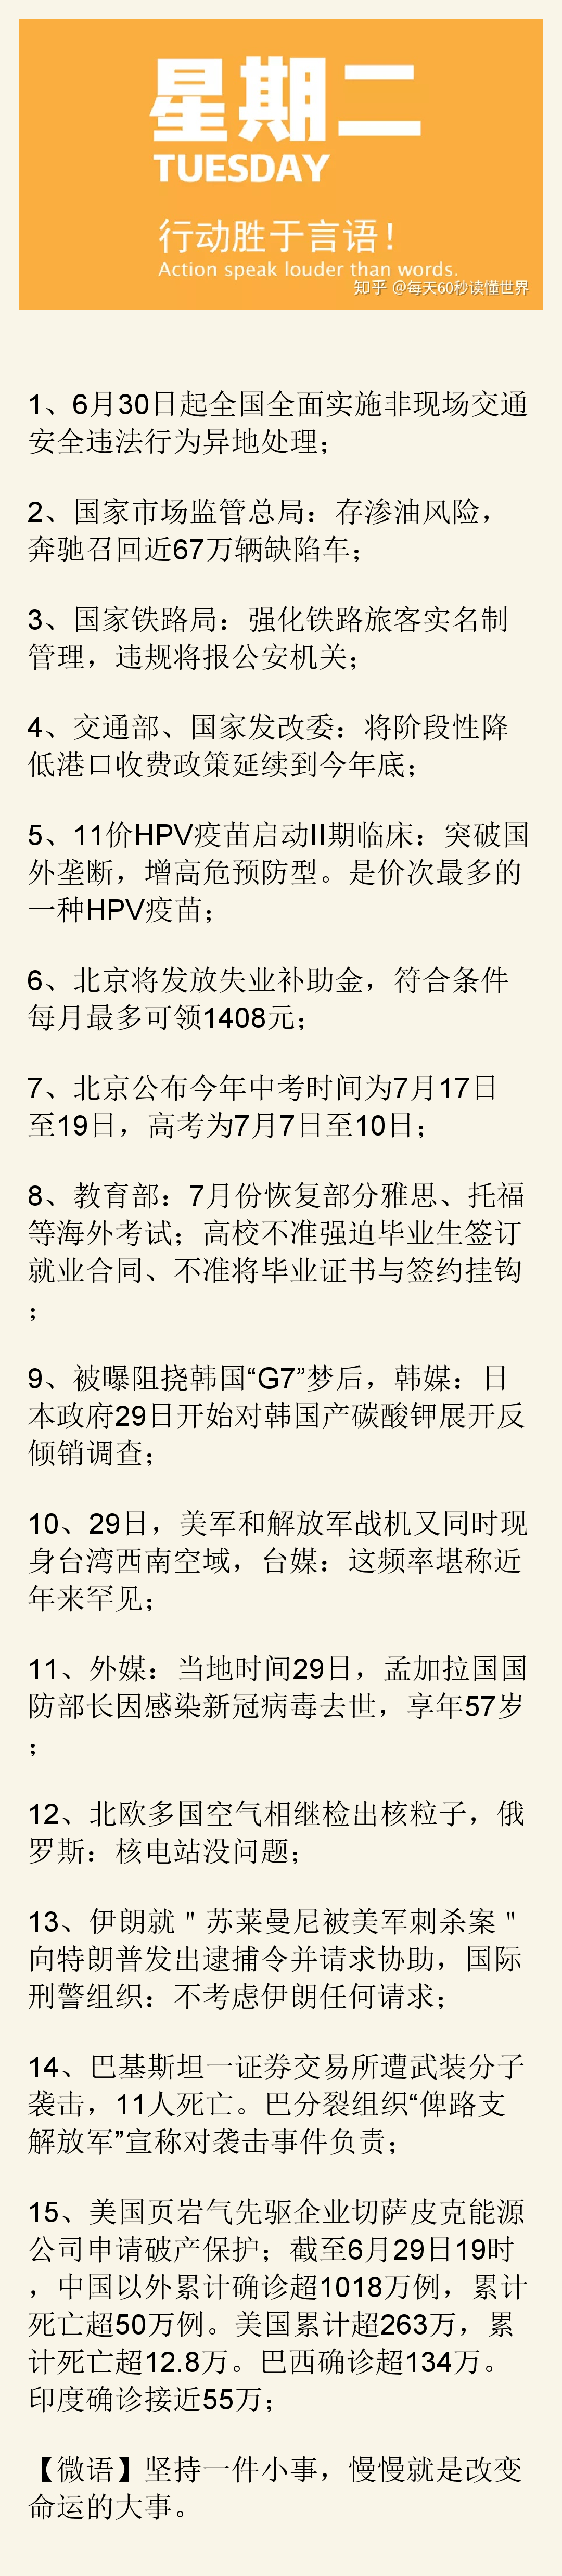 星期二
TUESDAY
行动胜于言语！
Action speak louder than words.
知乎 @每天60秒读懂世界
1、6月30日起全国全面实施非现场交通
安全违法行为异地处理；
2、国家市场监管总局：存渗油风险，
奔驰召回近67万辆缺陷车；
3、国家铁路局：强化铁路旅客实名制
管理，违规将报公安机关；
4、交通部、国家发改委：将阶段性降
低港口收费政策延续到今年底；
5、11价HPV疫苗启动II期临床：突破国
外垄断，增高危预防型。是价次最多的
一种HPV疫苗；
6、北京将发放失业补助金，符合条件
每月最多可领1408元；
7、北京公布今年中考时间为7月17日
至19日，高考为7月7日至10日；
8、教育部：7月份恢复部分雅思、托福
等海外考试；高校不准强迫毕业生签订
就业合同、不准将毕业证书与签约挂钩
；
9、被曝阻挠韩国“G7”梦后，韩媒：日
本政府29日开始对韩国产碳酸钾展开反
倾销调查；
10、29日，美军和解放军战机又同时现
身台湾西南空域，台媒：这频率堪称近
年来罕见；
11、外媒：当地时间29日，孟加拉国国
防部长因感染新冠病毒去世，享年57岁
；
12、北欧多国空气相继检出核粒子，俄
罗斯：核电站没问题；
13、伊朗就＂苏莱曼尼被美军刺杀案＂
向特朗普发出逮捕令并请求协助，国际
刑警组织：不考虑伊朗任何请求；
14、巴基斯坦一证券交易所遭武装分子
袭击，11人死亡。巴分裂组织“俾路支
解放军”宣称对袭击事件负责；
15、美国页岩气先驱企业切萨皮克能源
公司申请破产保护；截至6月29日19时
，中国以外累计确诊超1018万例，累计
死亡超50万例。美国累计超263万，累
计死亡超12.8万。巴西确诊超134万。
印度确诊接近55万；
【微语】坚持一件小事，慢慢就是改变
命运的大事。